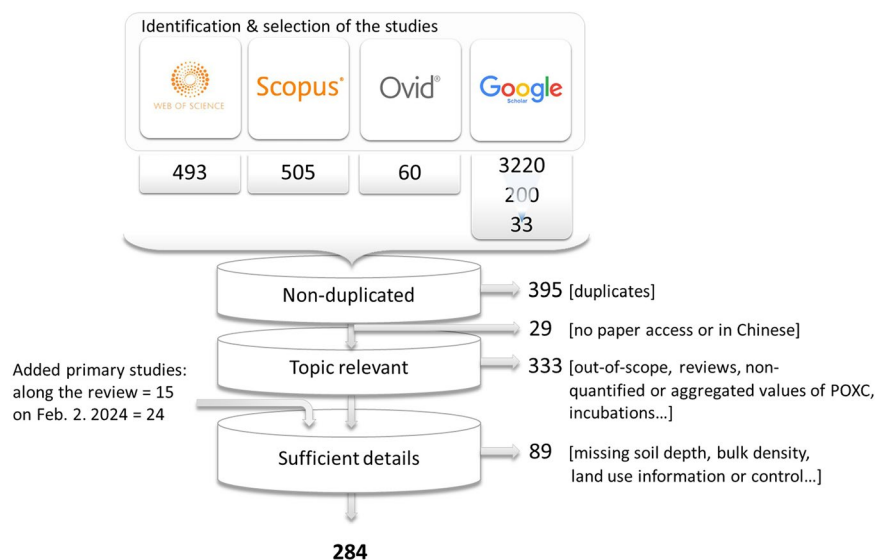 Identification & selection of the studies
WEB OF SCIENCE
Scopus®
Ovid®
Google
Scholar
493
505
60
3220
200
33
Non-duplicated
395 [duplicates]
29 [no paper access or in Chinese]
Topic relevant
333 [out-of-scope, reviews, non-
quantified or aggregated values of POXC,
incubations...]
Added primary studies:
along the review = 15
on Feb. 2. 2024 = 24
Sufficient details
89 [missing soil depth, bulk density,
land use information or control...]
284